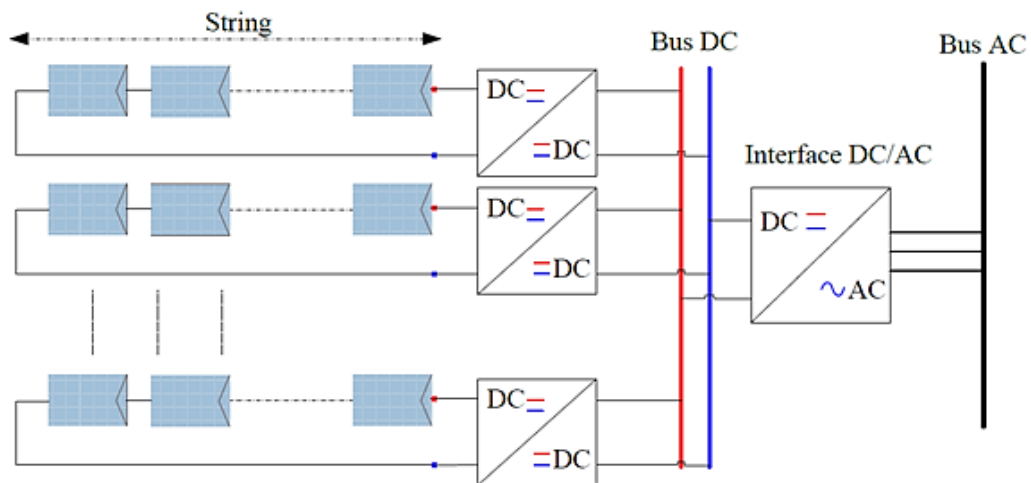 String
Bus DC
Bus AC
DC
DC
Interface DC/AC
DC
DC
DC
AC
DC
DC